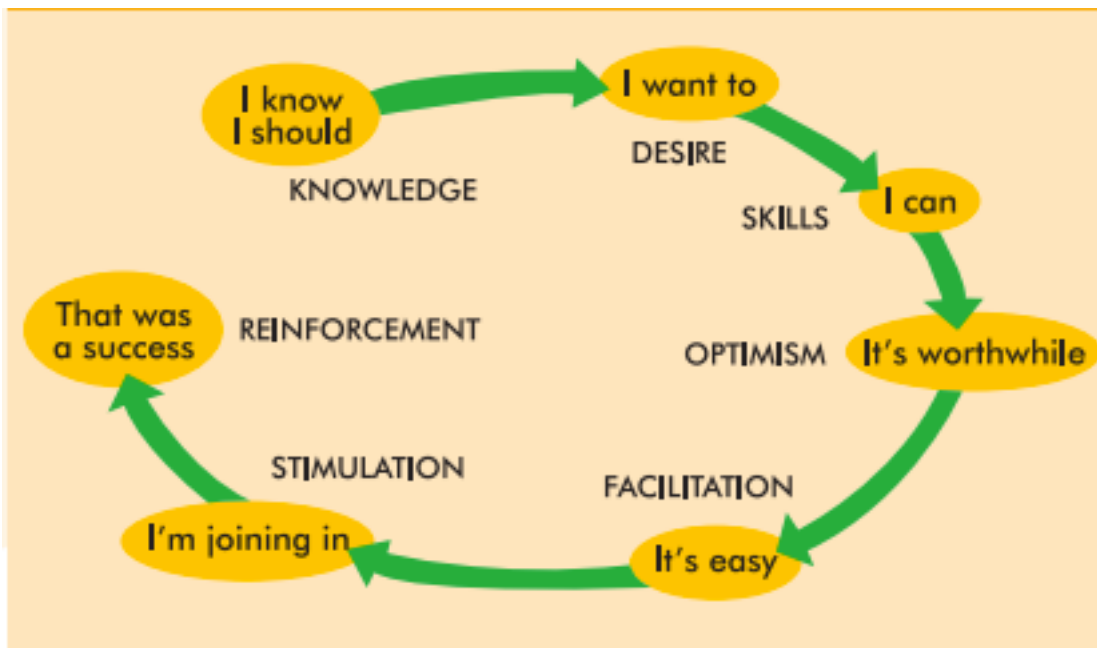 I know
I should
KNOWLEDGE
I want to
DESIRE
I can
SKILLS
It's worthwhile
OPTIMISM
It's easy
FACILITATION
I'm joining in
STIMULATION
That was
a success
REINFORCEMENT